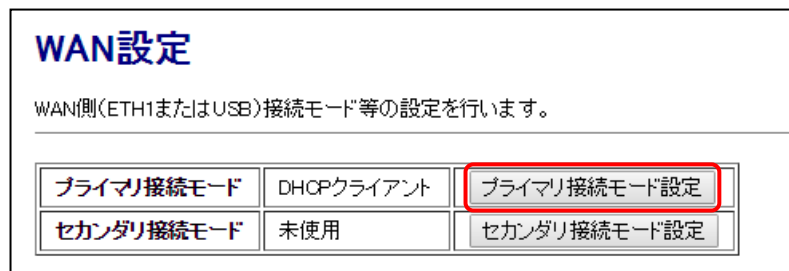 WAN設定
WAN側(ETH1またはUSB)接続モード等の設定を行います。
プライマリ接続モード DHCPクライアント プライマリ接続モード設定
セカンダリ接続モード 未使用 セカンダリ接続モード設定